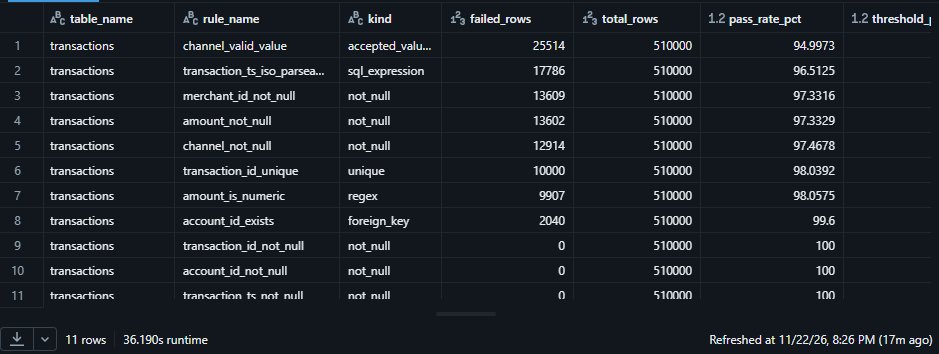 table_name rule_name kind failed_rows total_rows pass_rate_pct threshold_p
1 transactions channel_valid_value accepted_valu... 25514 510000 94.9973
2 transactions transaction_ts_iso_parsea... sql_expression 17786 510000 96.5125
3 transactions merchant_id_not_null not_null 13609 510000 97.3316
4 transactions amount_not_null not_null 13602 510000 97.3329
5 transactions channel_not_null not_null 12914 510000 97.4678
6 transactions transaction_id_unique unique 10000 510000 98.0392
7 transactions amount_is_numeric regex 9907 510000 98.0575
8 transactions account_id_exists foreign_key 2040 510000 99.6
9 transactions transaction_id_not_null not_null 0 510000 100
10 transactions account_id_not_null not_null 0 510000 100
11 transactions transaction_ts_not_null not_null 0 510000 100
11 rows 36.190s runtime Refreshed at 11/22/26, 8:26 PM (17m ago)